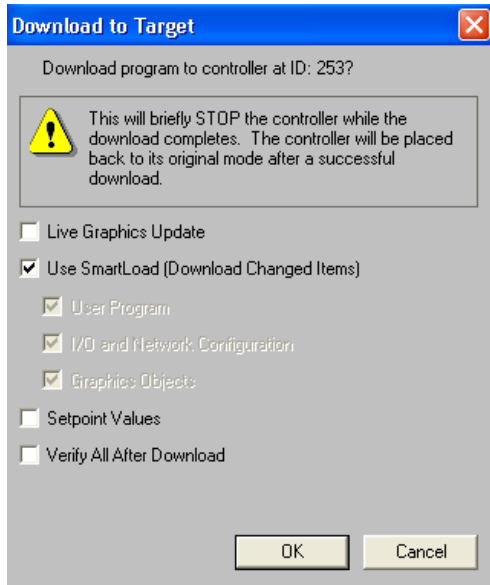 Download to Target
Download program to controller at ID: 253?
This will briefly STOP the controller while the
download completes. The controller will be placed
back to its original mode after a successful
download.
Live Graphics Update
Use SmartLoad (Download Changed Items)
User Program
I/O and Network Configuration
Graphics Objects
Setpoint Values
Verify All After Download
OK Cancel